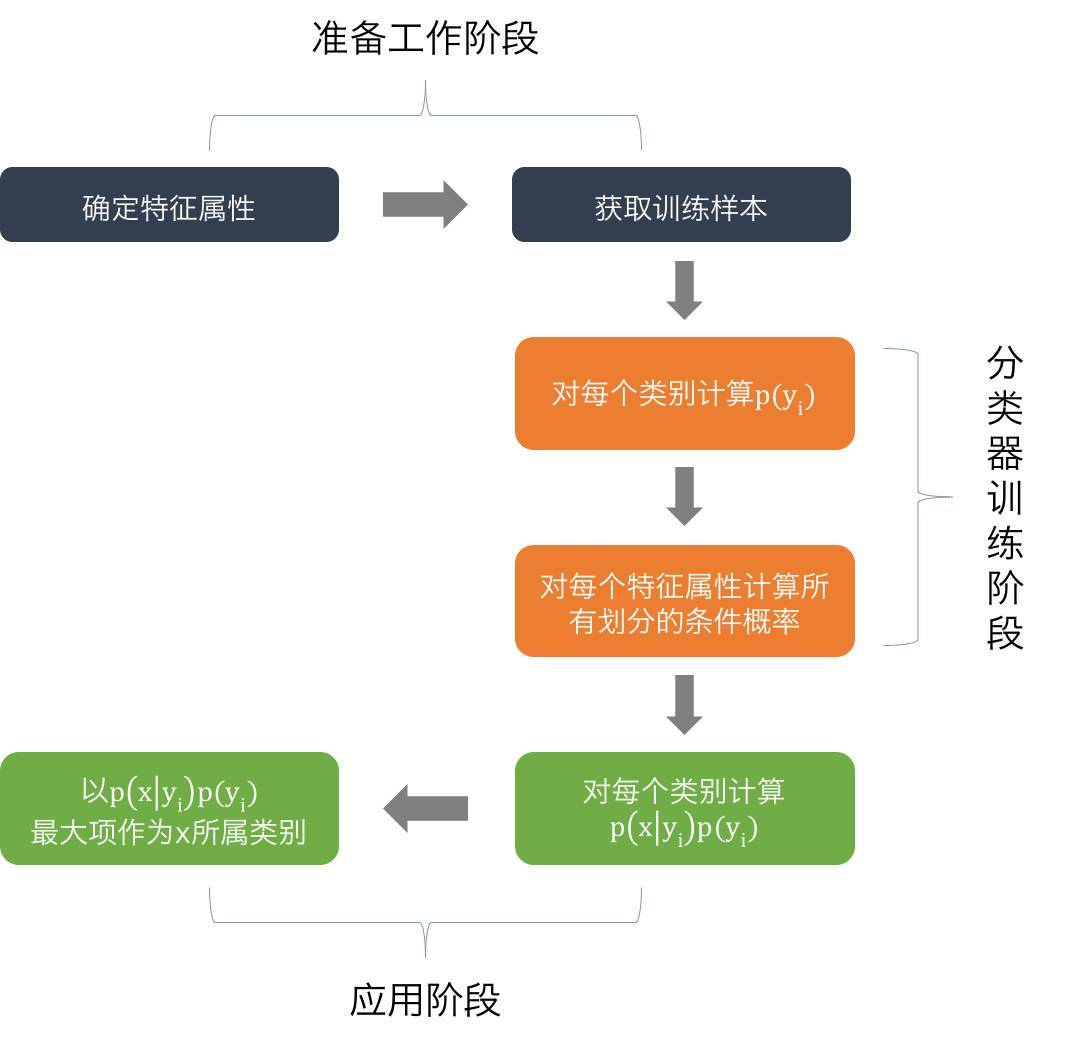 准备工作阶段
确定特征属性
获取训练样本
对每个类别计算p(yᵢ)
分类器训练阶段
对每个特征属性计算所
有划分的条件概率
对每个类别计算
p(x|yᵢ)p(yᵢ)
以p(x|yᵢ)p(yᵢ)
最大项作为x所属类别
应用阶段